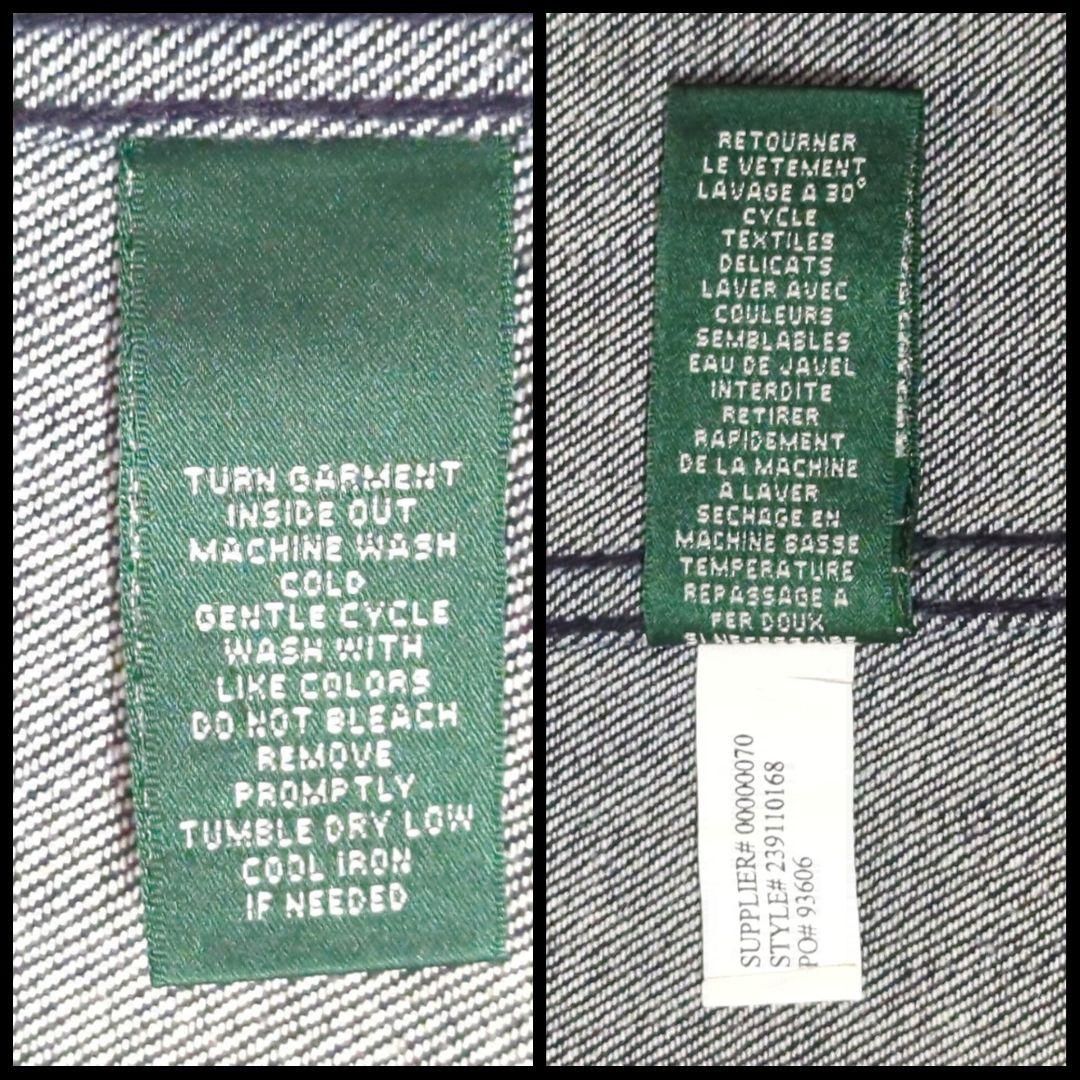 TURN GARMENT
INSIDE OUT
MACHINE WASH
COLD
GENTLE CYCLE
WASH WITH
LIKE COLORS
DO NOT BLEACH
REMOVE
PROMPTLY
TUMBLE DRY LOW
COOL IRON
IF NEEDED
RETOURNER
LE VETEMENT
LAVAGE A 30°
CYCLE
TEXTILES
DELICATS
LAVER AVEC
COULEURS
SEMBLABLES
EAU DE JAVEL
INTERDITE
RETIRER
RAPIDEMENT
DE LA MACHINE
A LAVER
SECHAGE EN
MACHINE BASSE
TEMPERATURE
REPASSAGE A
FER DOUX
SI NECESSAIRE
SUPPLIER# 000000070
STYLE# 239110168
PO# 93606